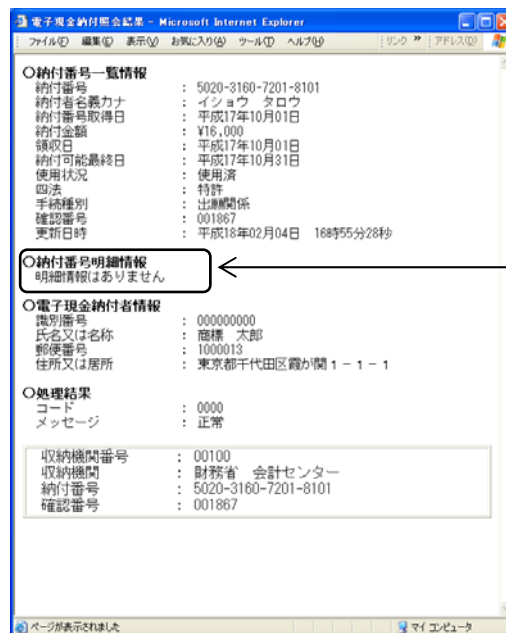 電子現金納付照会結果 - Microsoft Internet Explorer
ファイル(F) 編集(E) 表示(V) お気に入り(A) ツール(T) ヘルプ(H) リンク » アドレス(D)
○納付番号一覧情報
納付番号 : 5020-3160-7201-8101
納付者名義カナ : イショウ タロウ
納付番号取得日 : 平成17年10月01日
納付金額 : ¥16,000
領収日 : 平成17年10月01日
納付可能最終日 : 平成17年10月31日
使用状況 : 使用済
四法 : 特許
手続種別 : 出願関係
確認番号 : 001867
更新日時 : 平成18年02月04日 16時55分28秒
○納付番号明細情報
明細情報はありません
○電子現金納付者情報
識別番号 : 000000000
氏名又は名称 : 商標 太郎
郵便番号 : 1000013
住所又は居所 : 東京都千代田区霞が関1-1-1
○処理結果
コード : 0000
メッセージ : 正常
収納機関番号 : 00100
収納機関 : 財務省 会計センター
納付番号 : 5020-3160-7201-8101
確認番号 : 001867
ページが表示されました マイ コンピュータ